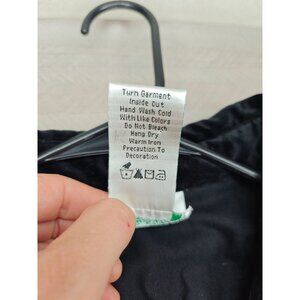 Turn Garment
Inside Out
Hand Wash Cold
With Like Colors
Do Not Bleach
Hang Dry
Warm Iron
Precaution To
Decoration